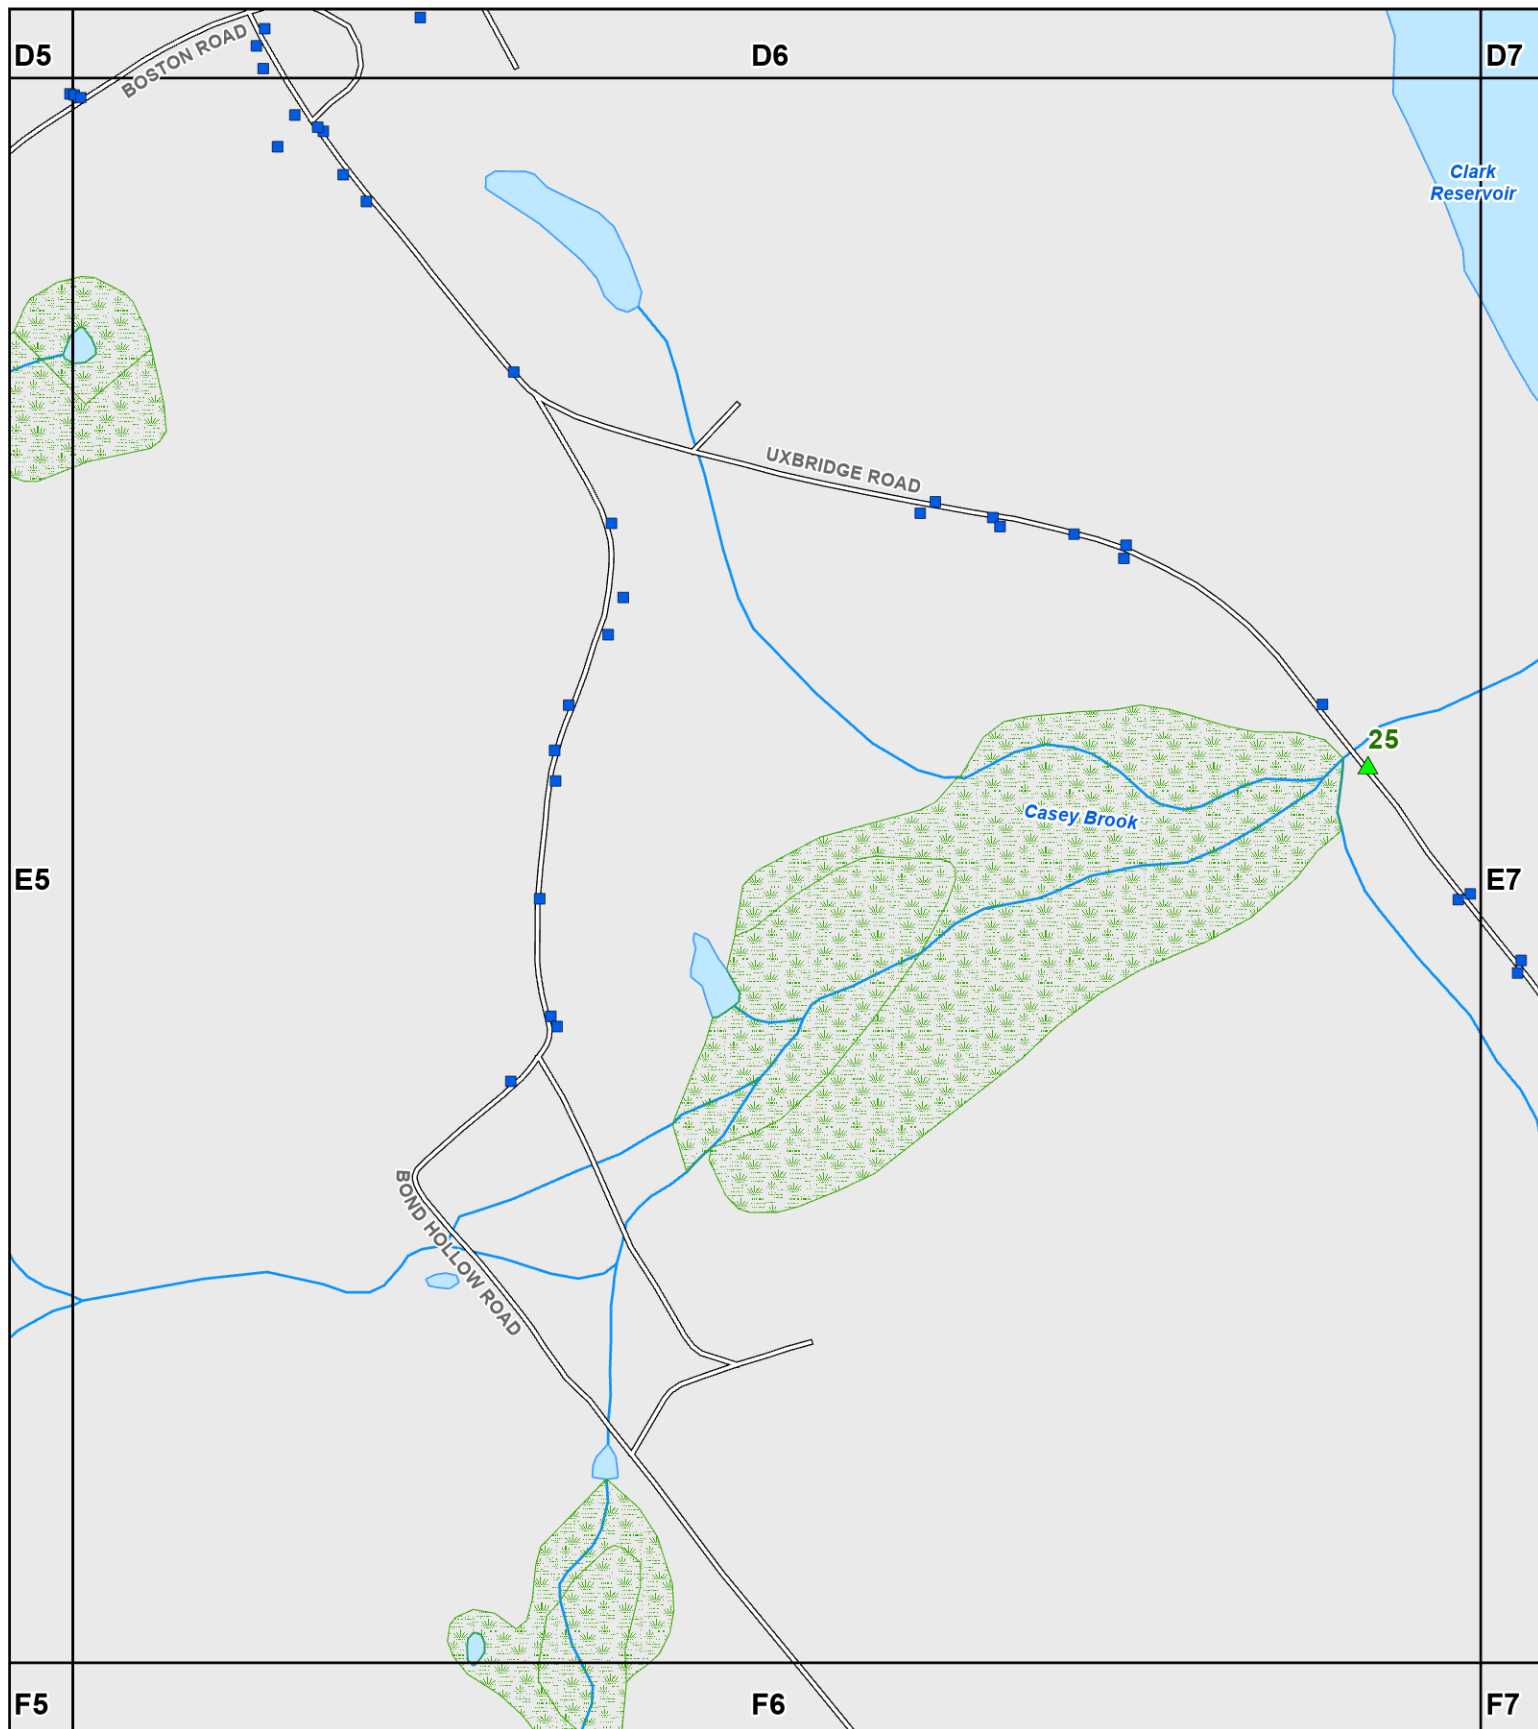 D5
D6
D7
BOSTON ROAD
Clark
Reservoir
UXBRIDGE ROAD
25
Casey Brook
E5
E7
BOND HOLLOW ROAD
F5
F6
F7